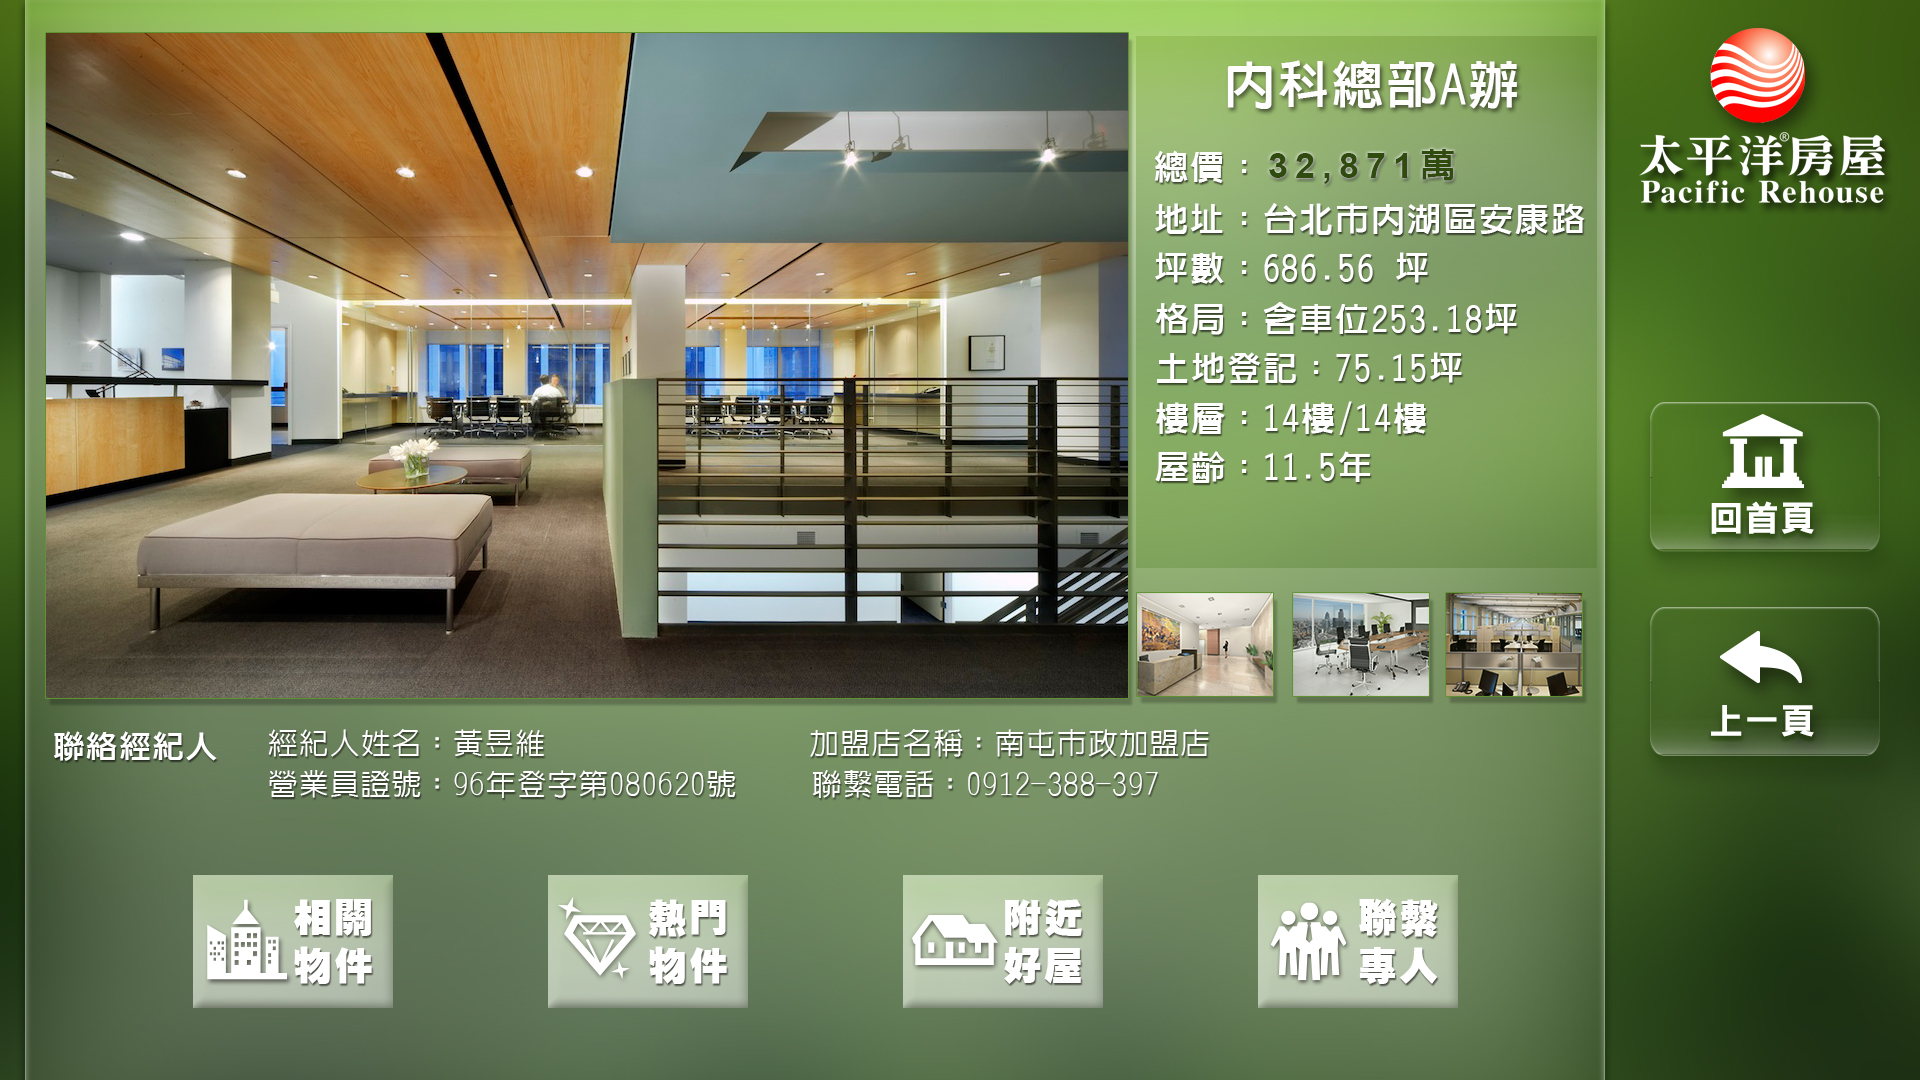 內科總部A辦
總價：32,871萬
地址：台北市內湖區安康路
坪數：686.56 坪
格局：含車位253.18坪
土地登記：75.15坪
樓層：14樓/14樓
屋齡：11.5年
太平洋房屋®
Pacific Rehouse
回首頁
上一頁
聯絡經紀人
經紀人姓名：黃昱維
加盟店名稱：南屯市政加盟店
營業員證號：96年登字第080620號
聯繫電話：0912-388-397
相關
物件
熱門
物件
附近
好屋
聯繫
專人